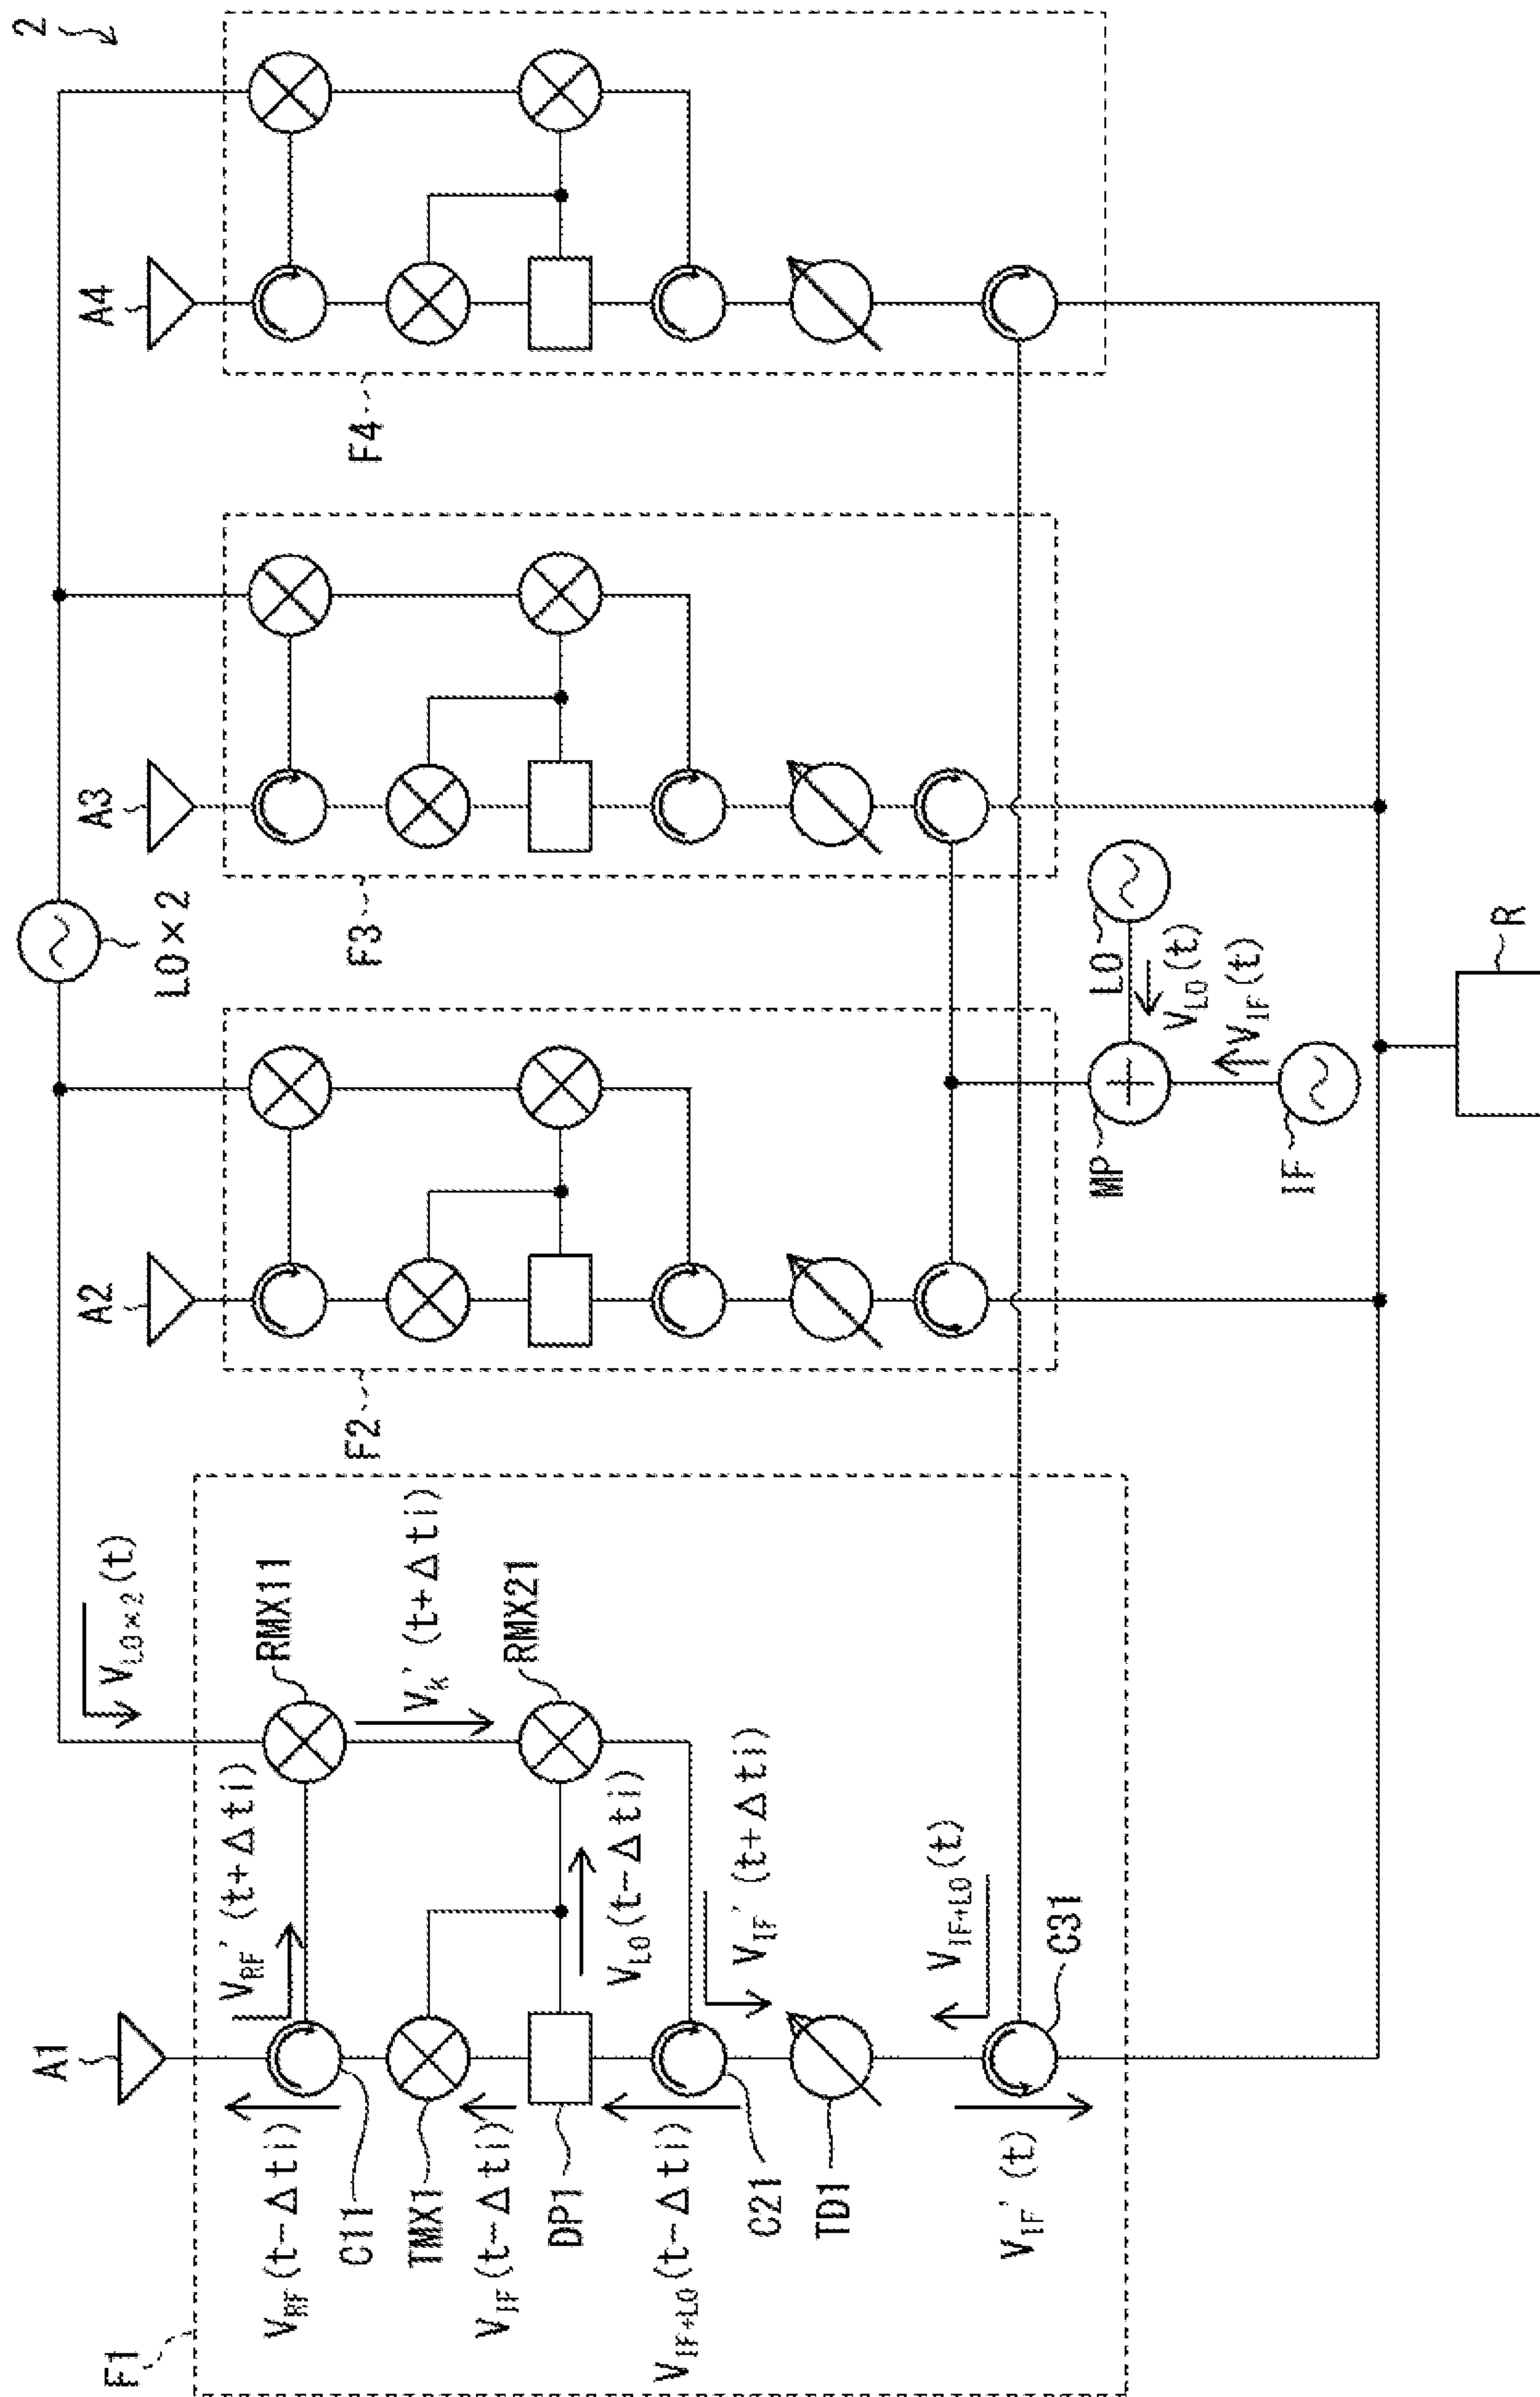 2
A1
A2
A3
A4
LO×2
V_LO×2(t)
F1
F2
F3
F4
V_RF'(t+Δti)
RMX11
V_RF(t-Δti)
C11
V_K'(t+Δti)
TMX1
V_IF(t-Δti)
RMX21
DP1
V_LO(t-Δti)
V_IF+LO(t-Δti)
C21
V_IF'(t+Δti)
TD1
V_IF+LO(t)
C31
V_IF'(t)
MP
LO
V_LO(t)
V_IF(t)
IF
R